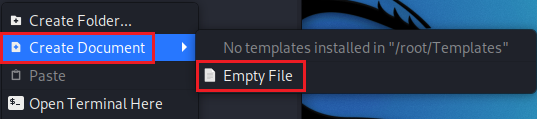 Create Folder...
Create Document
Paste
Open Terminal Here
No templates installed in "/root/Templates"
Empty File